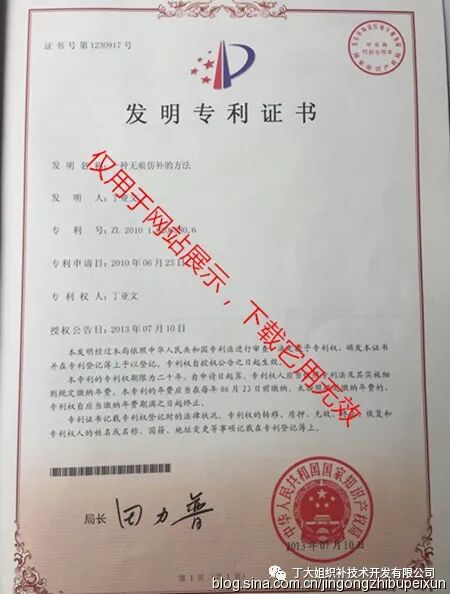 证书号第1230917号
发明专利证书
发明名称：一种无痕仿补的方法
发明人：丁亚文
专利号：ZL 2010 1
专利申请日：2010年06月23日
专利权人：丁亚文
授权公告日：2013年07月10日
本发明经过本局依照中华人民共和国专利法进行审查，决定授予专利权，颁发本证书
并在专利登记簿上予以登记。专利权自授权公告之日起生效。
本专利的专利权期限为二十年，自申请日起算。专利权人应当依照专利法及其实施细
则规定缴纳年费。本专利的年费应当在每年06月23日前缴纳。未按照规定缴纳年费的，
专利权自应当缴纳年费期满之日起终止。
专利证书记载专利权登记时的法律状况。专利权的转移、质押、无效、终止、恢复和
专利权人的姓名或名称、国籍、地址变更等事项记载在专利登记簿上。
仅用于网站展示，下载它用无效
局长 田力普
中华人民共和国国家知识产权局
2013年07月10日
第1页
丁大姐织补技术开发有限公司
blog.sina.com.cn/jingongzhibupeixun